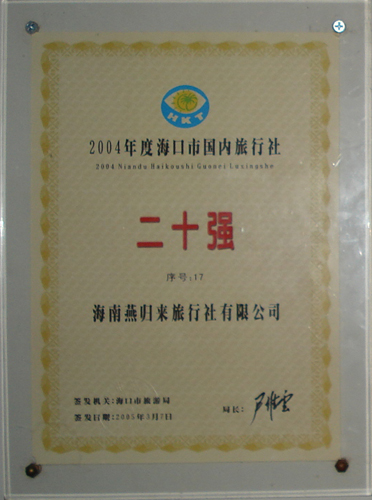 HKT
2004年度海口市国内旅行社
2004 Niandu Haikoushi Guonei Luxingshe
二十强
序号:17
海南燕归来旅行社有限公司
签发机关:海口市旅游局
签发日期:2005年3月7日
局长: